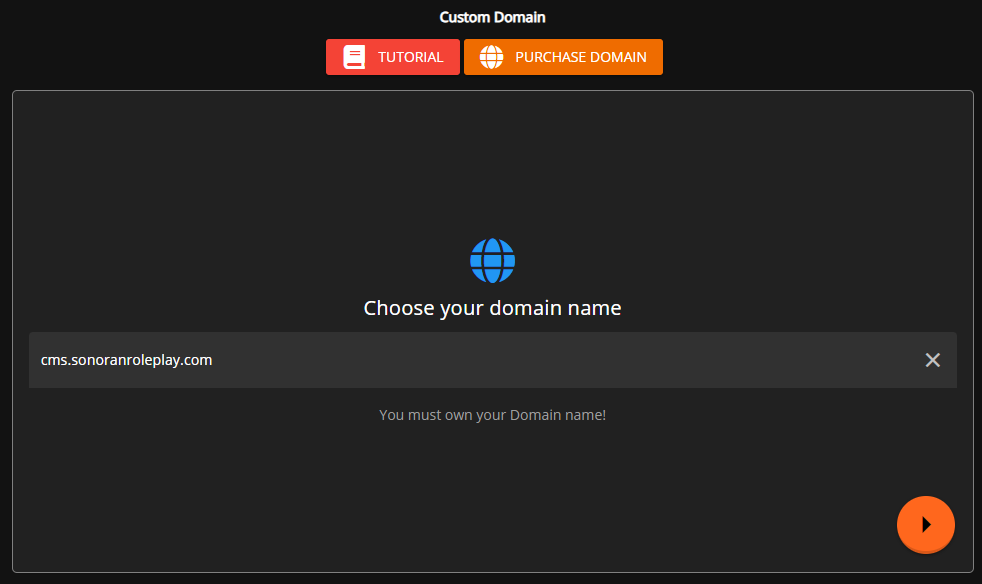 Custom Domain
TUTORIAL
PURCHASE DOMAIN
Choose your domain name
cms.sonoranroleplay.com
You must own your Domain name!